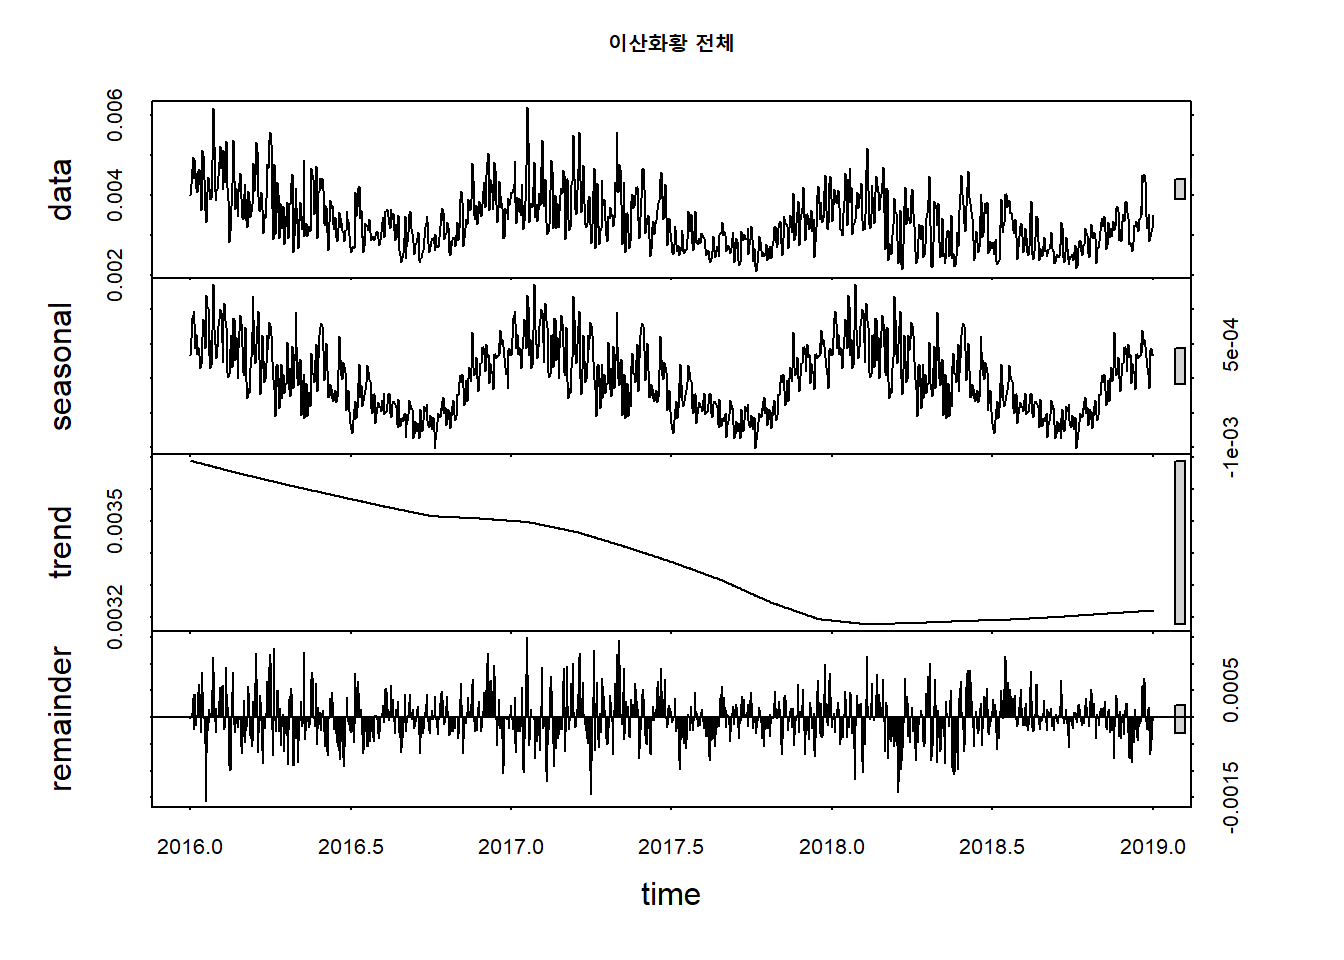 이산화황 전체
data
0.002 0.004 0.006
seasonal
-1e-03 5e-04
trend
0.0032 0.0035
remainder
-0.0015 0.0005
2016.0 2016.5 2017.0 2017.5 2018.0 2018.5 2019.0
time